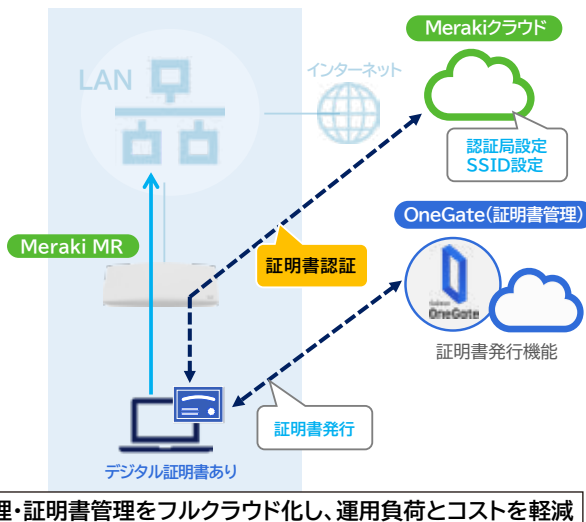 Merakiクラウド
LAN
インターネット
認証局設定
SSID設定
OneGate(証明書管理)
Meraki MR
証明書認証
OneGate
証明書発行機能
証明書発行
デジタル証明書あり
理・証明書管理をフルクラウド化し、運用負荷とコストを軽減